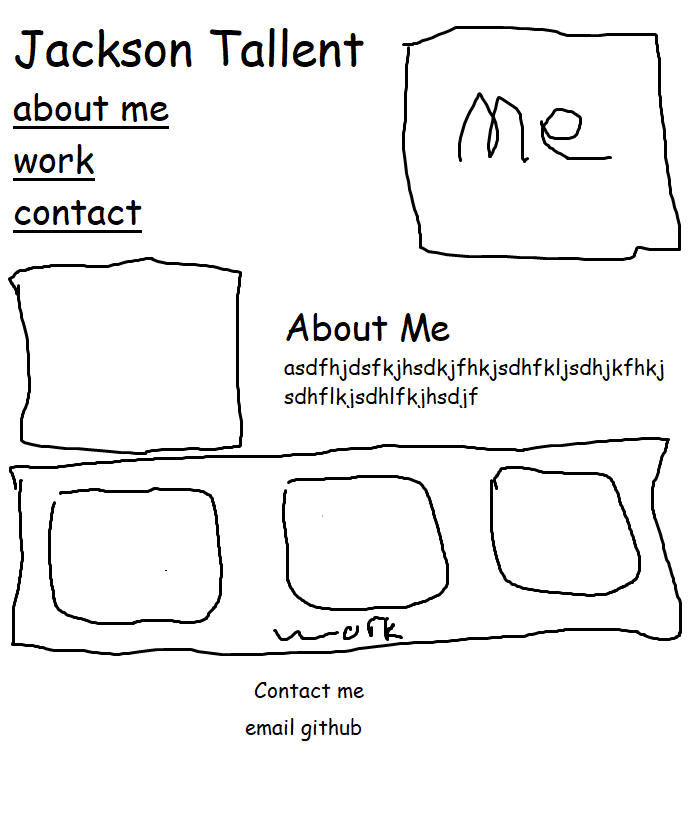 Jackson Tallent
about me
work
contact
Me
About Me
asdfhjdsfkjhsdkjfhkjsdhfkljsdhjkfhkj
sdhflkjsdhlfkjhsdjf
work
Contact me
email github